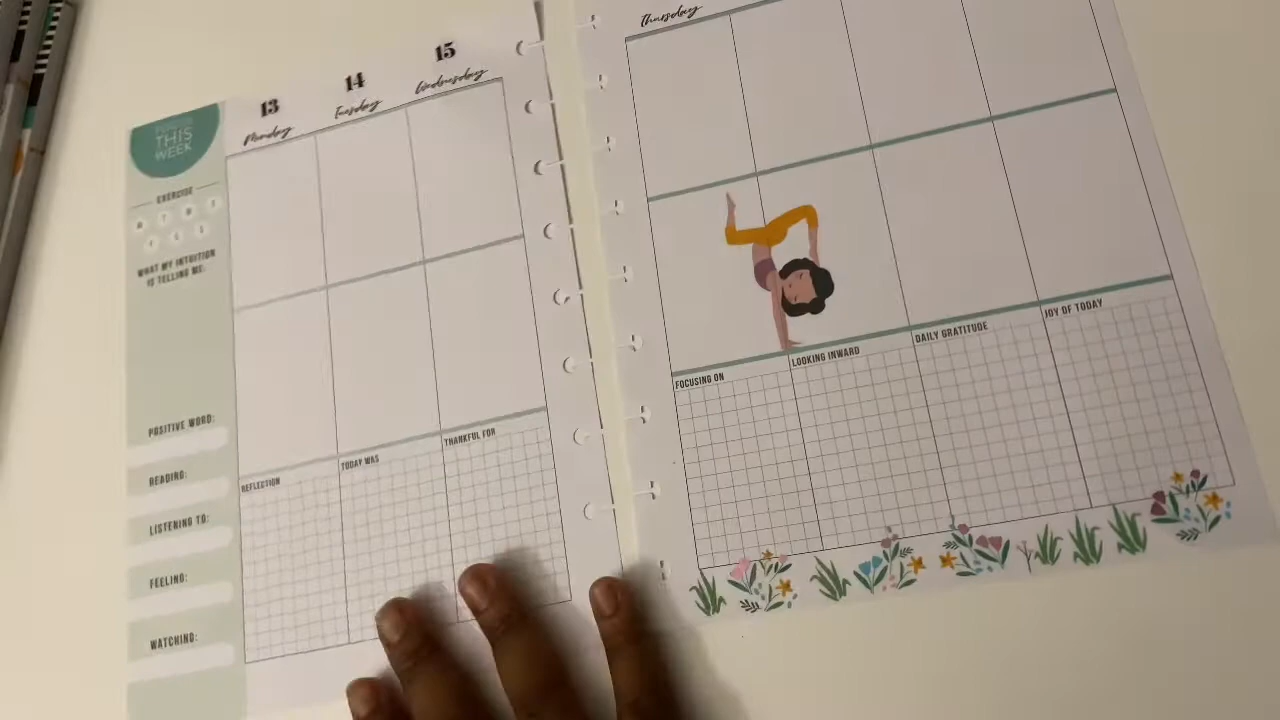 THIS
WEEK
EXERCISE
M T W T
F S S
WHAT MY INTUITION
IS TELLING ME:
POSITIVE WORD:
READING:
LISTENING TO:
FEELING:
WATCHING:
13
Monday
14
Tuesday
15
Wednesday
REFLECTION
TODAY WAS
THANKFUL FOR
Thursday
FOCUSING ON
LOOKING INWARD
DAILY GRATITUDE
JOY OF TODAY